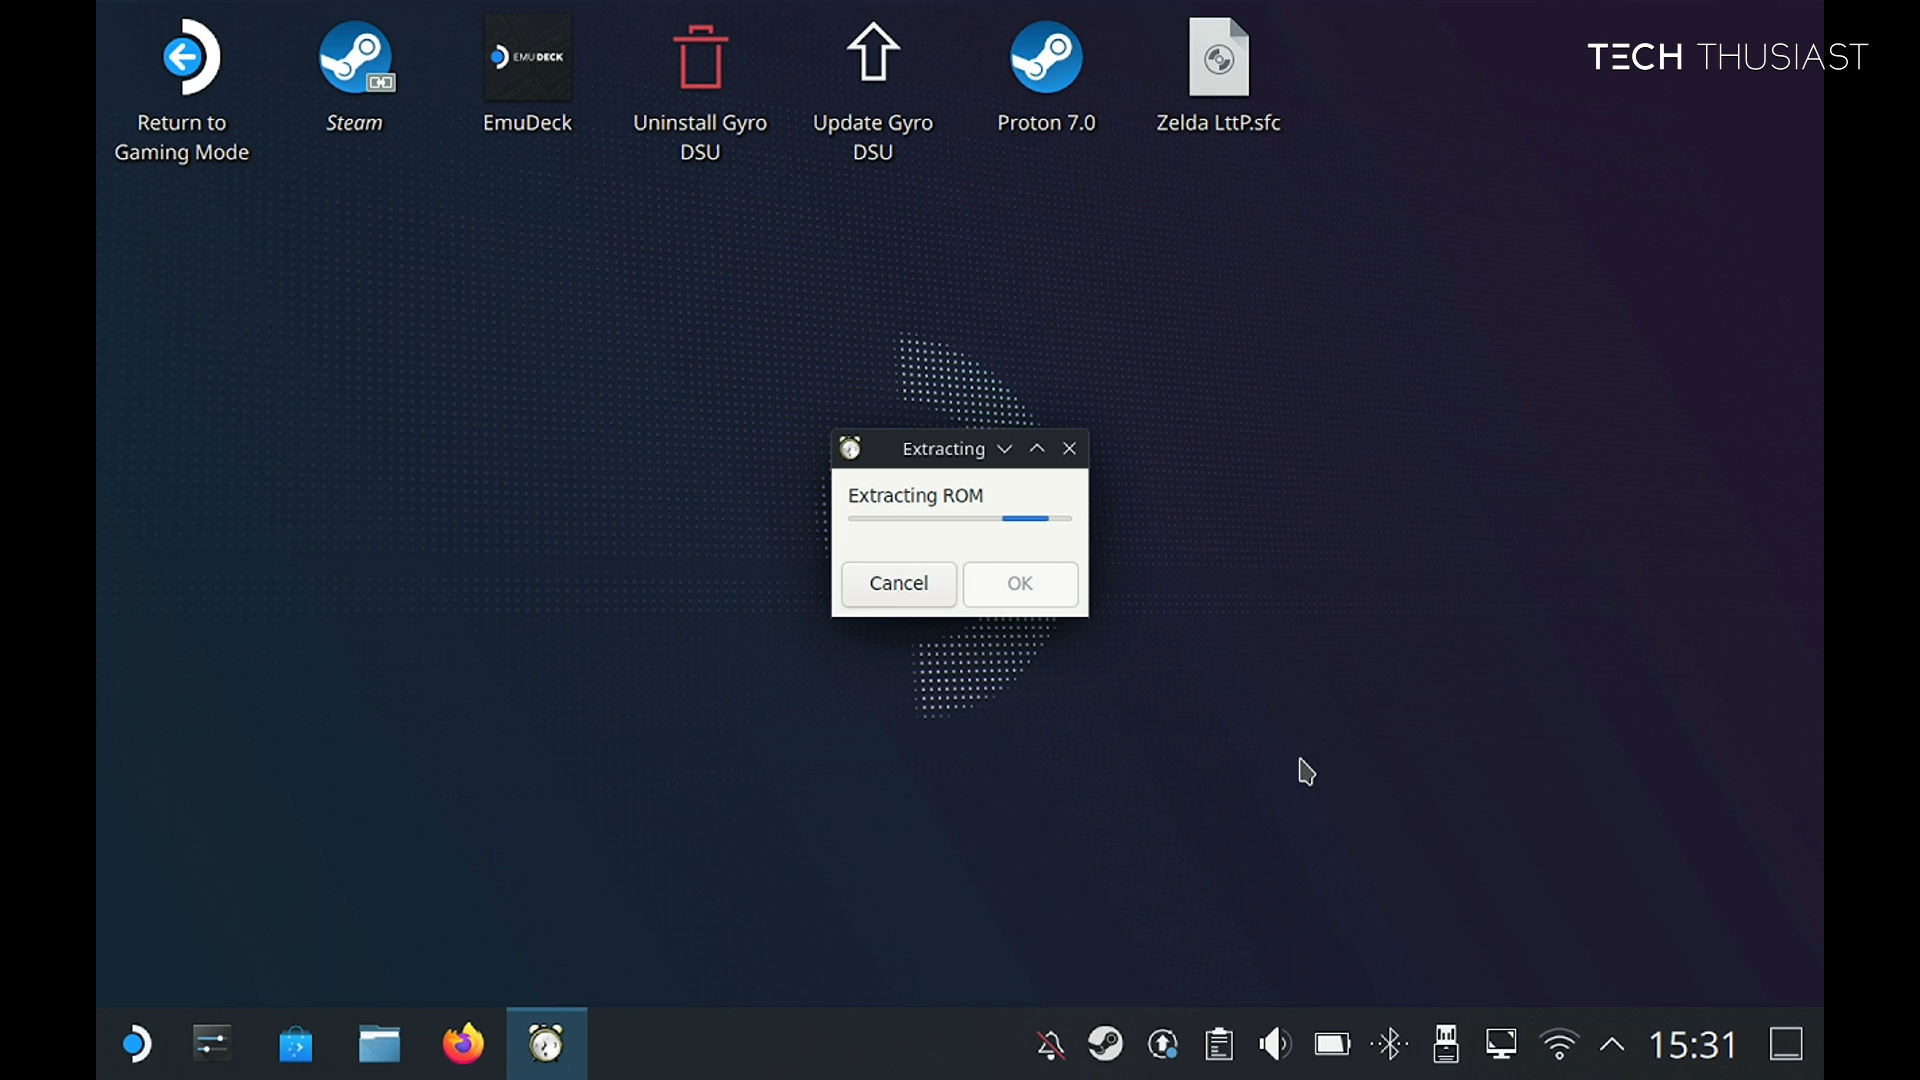 TECH THUSIAST
EMUDECK
Return to
Gaming Mode
Steam
EmuDeck
Uninstall Gyro
DSU
Update Gyro
DSU
Proton 7.0
Zelda LttP.sfc
Extracting
Extracting ROM
Cancel
OK
15:31